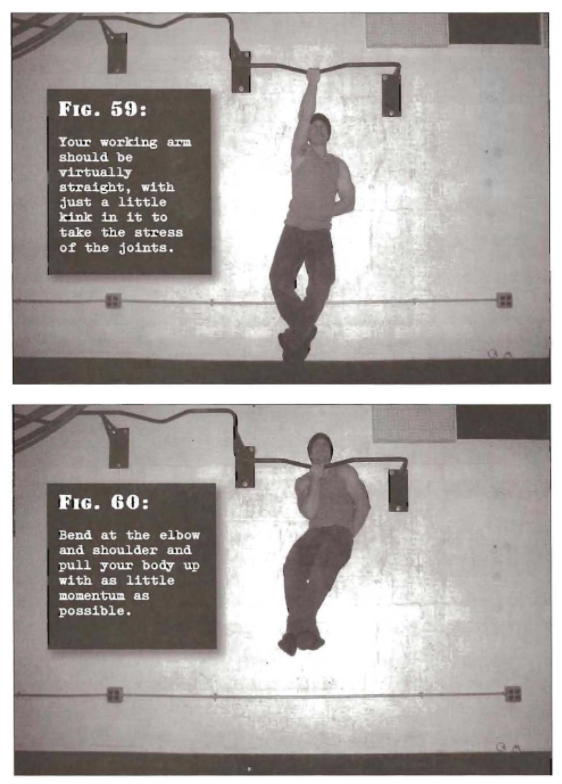 FIG. 59:
Your working arm
should be
virtually
straight, with
just a little
kink in it to
take the stress
of the joints.
FIG. 60:
Bend at the elbow
and shoulder and
pull your body up
with as little
momentum as
possible.